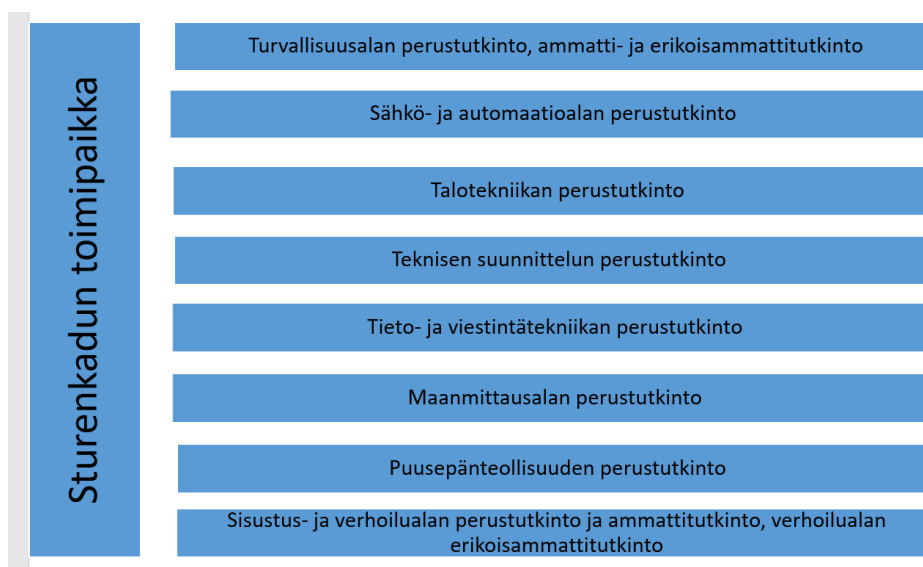 Sturenkadun toimipaikka
Turvallisuusalan perustutkinto, ammatti- ja erikoisammattitutkinto
Sähkö- ja automaatioalan perustutkinto
Talotekniikan perustutkinto
Teknisen suunnittelun perustutkinto
Tieto- ja viestintätekniikan perustutkinto
Maanmittausalan perustutkinto
Puusepänteollisuuden perustutkinto
Sisustus- ja verhoilualan perustutkinto ja ammattitutkinto, verhoilualan
erikoisammattitutkinto